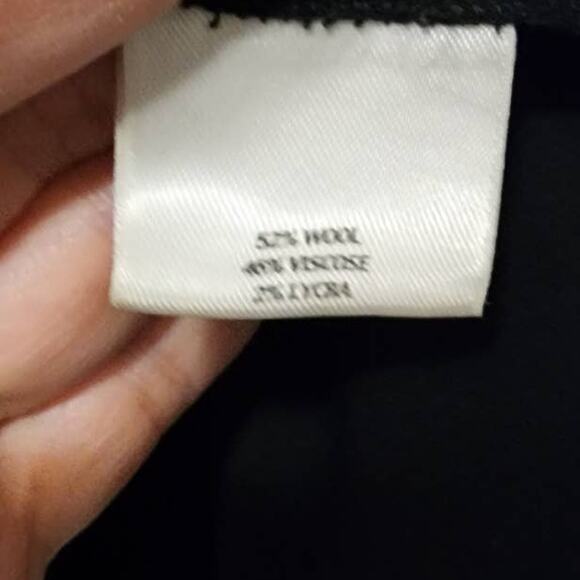 52% WOOL
46% VISCOSE
2% LYCRA